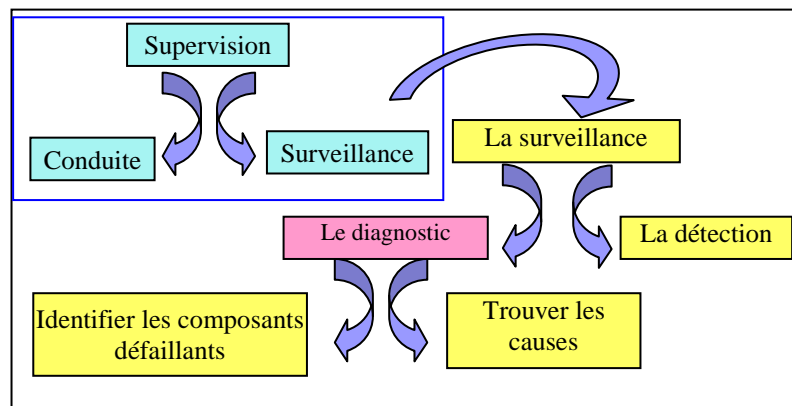 Supervision
Conduite
Surveillance
La surveillance
Le diagnostic
La détection
Identifier les composants
défaillants
Trouver les
causes